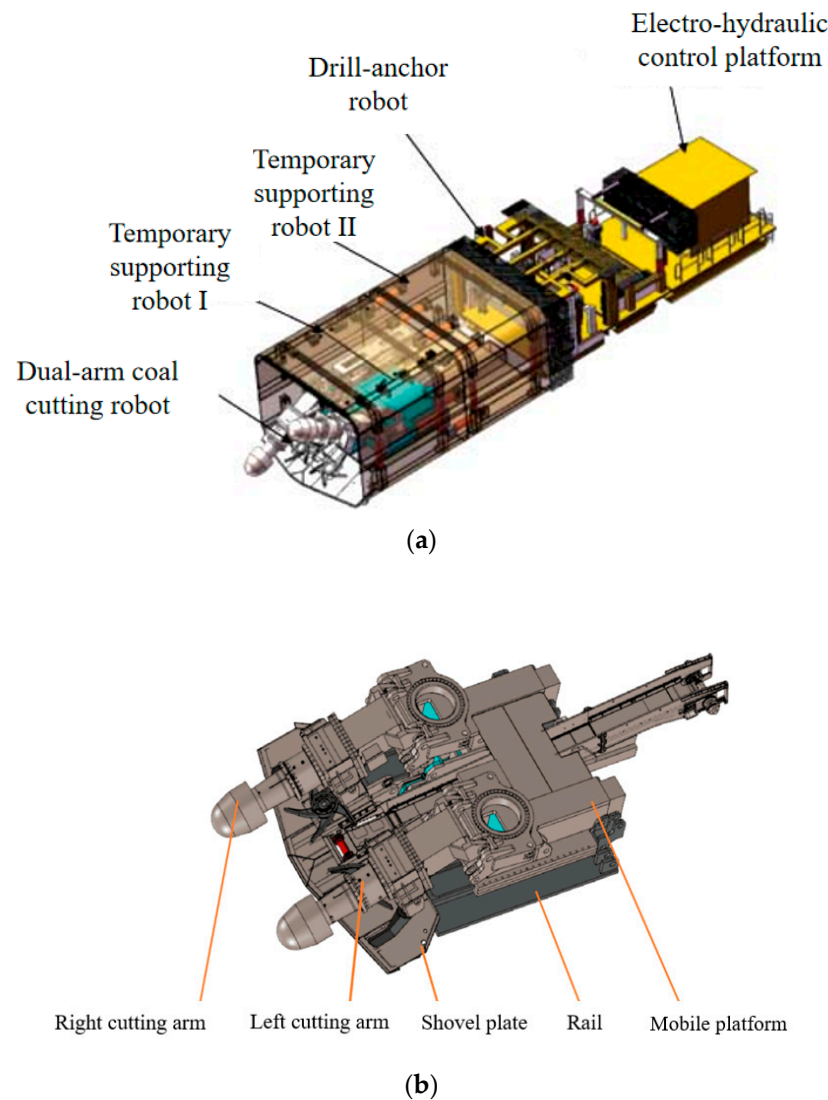 Electro-hydraulic
control platform
Drill-anchor
robot
Temporary
supporting
robot II
Temporary
supporting
robot I
Dual-arm coal
cutting robot
(a)
Right cutting arm
Left cutting arm
Shovel plate
Rail
Mobile platform
(b)